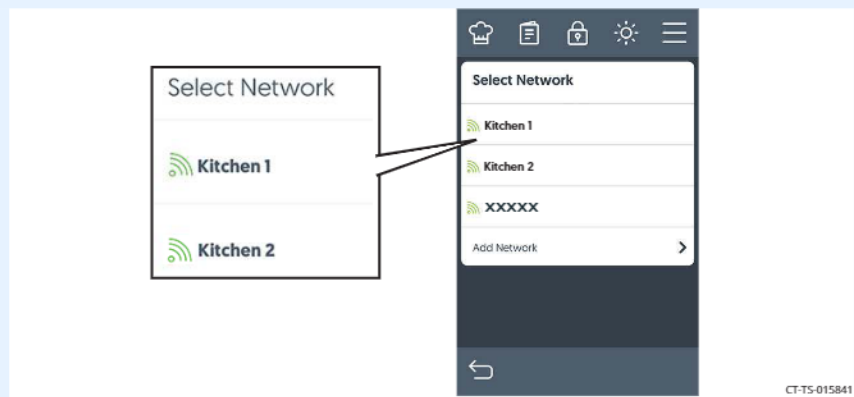 Select Network
Kitchen 1
Kitchen 2
Select Network
Kitchen 1
Kitchen 2
XXXXX
Add Network
CT-TS-015841